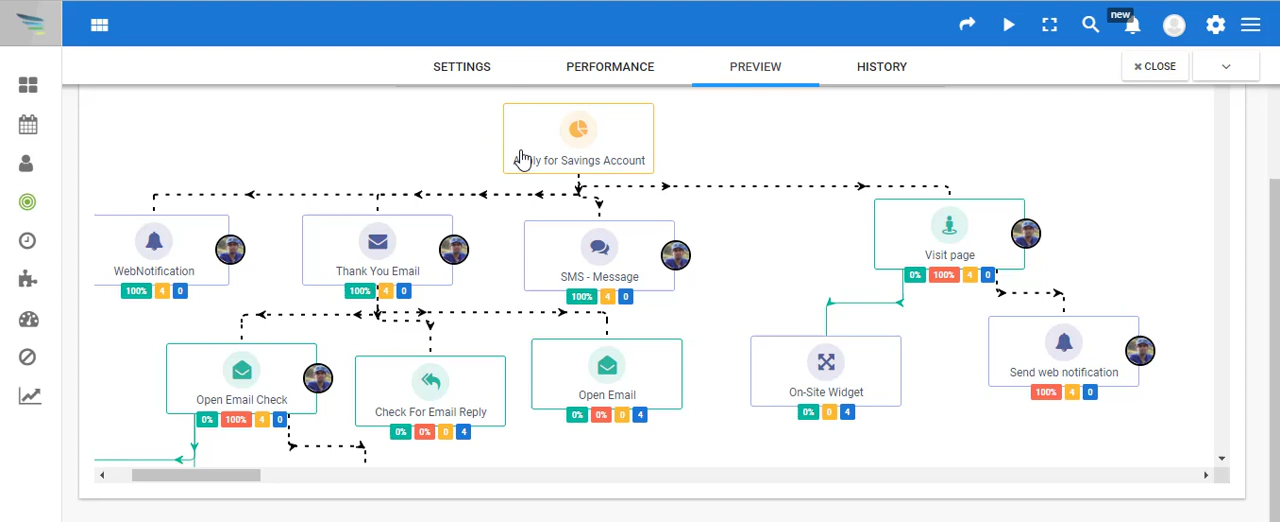 new
SETTINGS PERFORMANCE PREVIEW HISTORY × CLOSE
Apply for Savings Account
WebNotification
100% 4 0
Thank You Email
100% 4 0
SMS - Message
100% 4 0
Visit page
0% 100% 4 0
Open Email Check
0% 100% 4 0
Check For Email Reply
0% 0% 0 4
Open Email
0% 0% 0 4
On-Site Widget
0% 0 4
Send web notification
100% 4 0